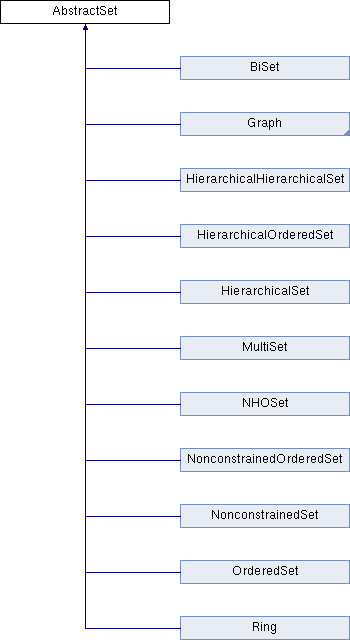 AbstractSet
BiSet
Graph
HierarchicalHierarchicalSet
HierarchicalOrderedSet
HierarchicalSet
MultiSet
NHOSet
NonconstrainedOrderedSet
NonconstrainedSet
OrderedSet
Ring